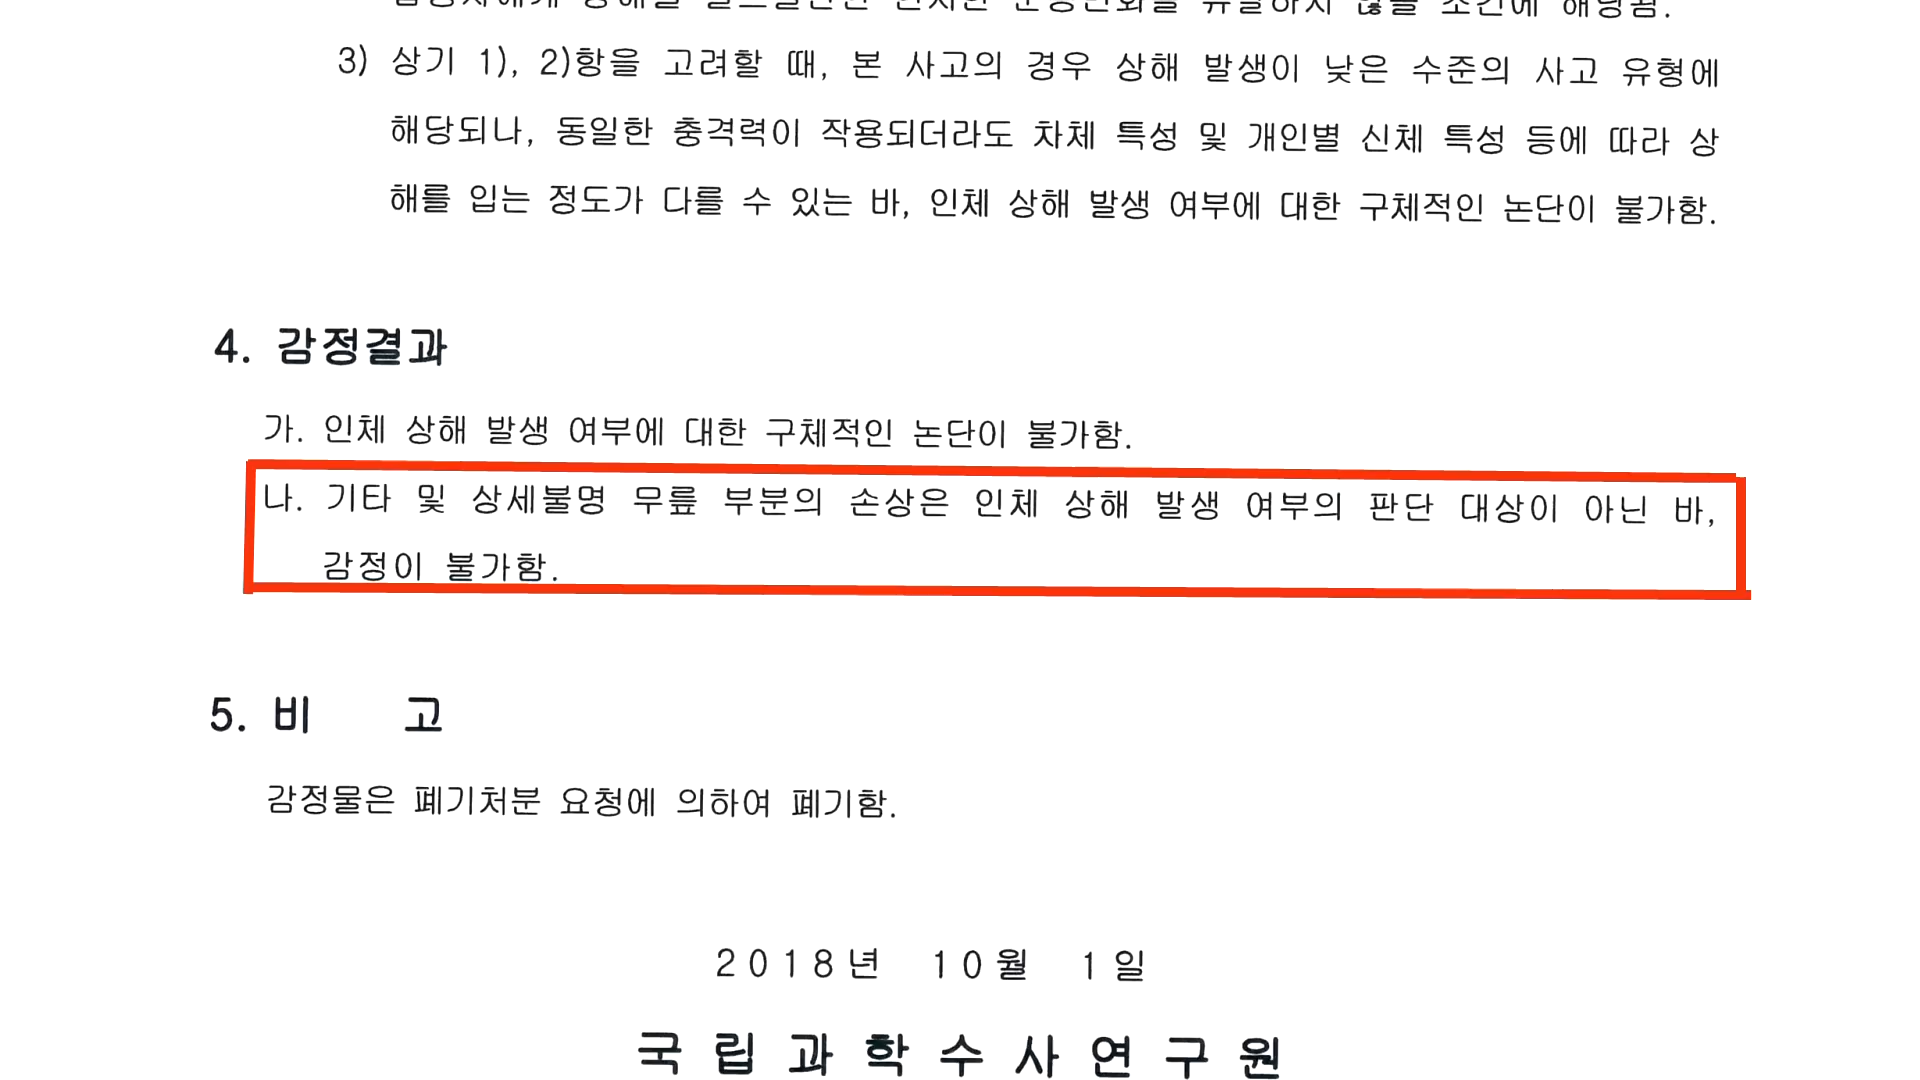 3) 상기 1), 2)항을 고려할 때, 본 사고의 경우 상해 발생이 낮은 수준의 사고 유형에
해당되나, 동일한 충격력이 작용되더라도 차체 특성 및 개인별 신체 특성 등에 따라 상
해를 입는 정도가 다를 수 있는 바, 인체 상해 발생 여부에 대한 구체적인 논단이 불가함.
4. 감정결과
가. 인체 상해 발생 여부에 대한 구체적인 논단이 불가함.
나. 기타 및 상세불명 무릎 부분의 손상은 인체 상해 발생 여부의 판단 대상이 아닌 바,
감정이 불가함.
5. 비 고
감정물은 폐기처분 요청에 의하여 폐기함.
2018년 10월 1일
국립과학수사연구원